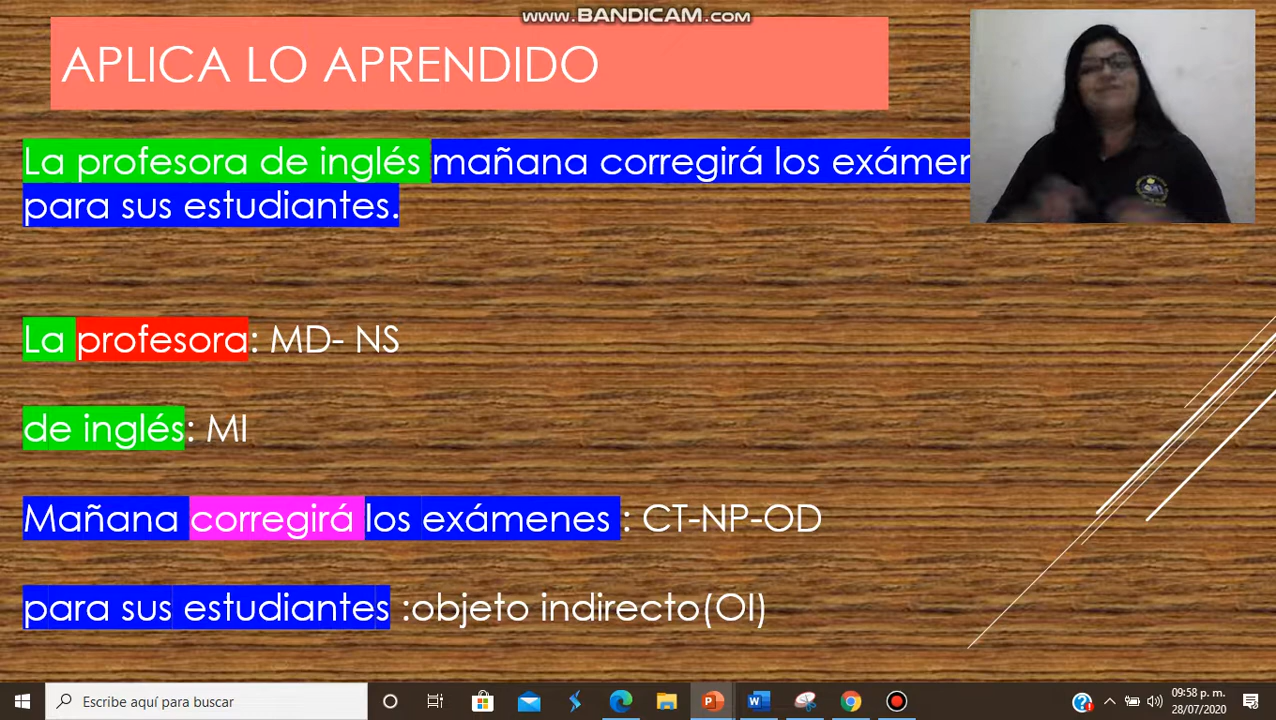 www.BANDICAM.com
APLICA LO APRENDIDO
La profesora de inglés mañana corregirá los
para sus estudiantes.
La profesora: MD- NS
de inglés: MI
Mañana corregirá los exámenes : CT-NP-OD
para sus estudiantes :objeto indirecto(OI)
Escribe aquí para buscar
09:58 p. m.
28/07/2020